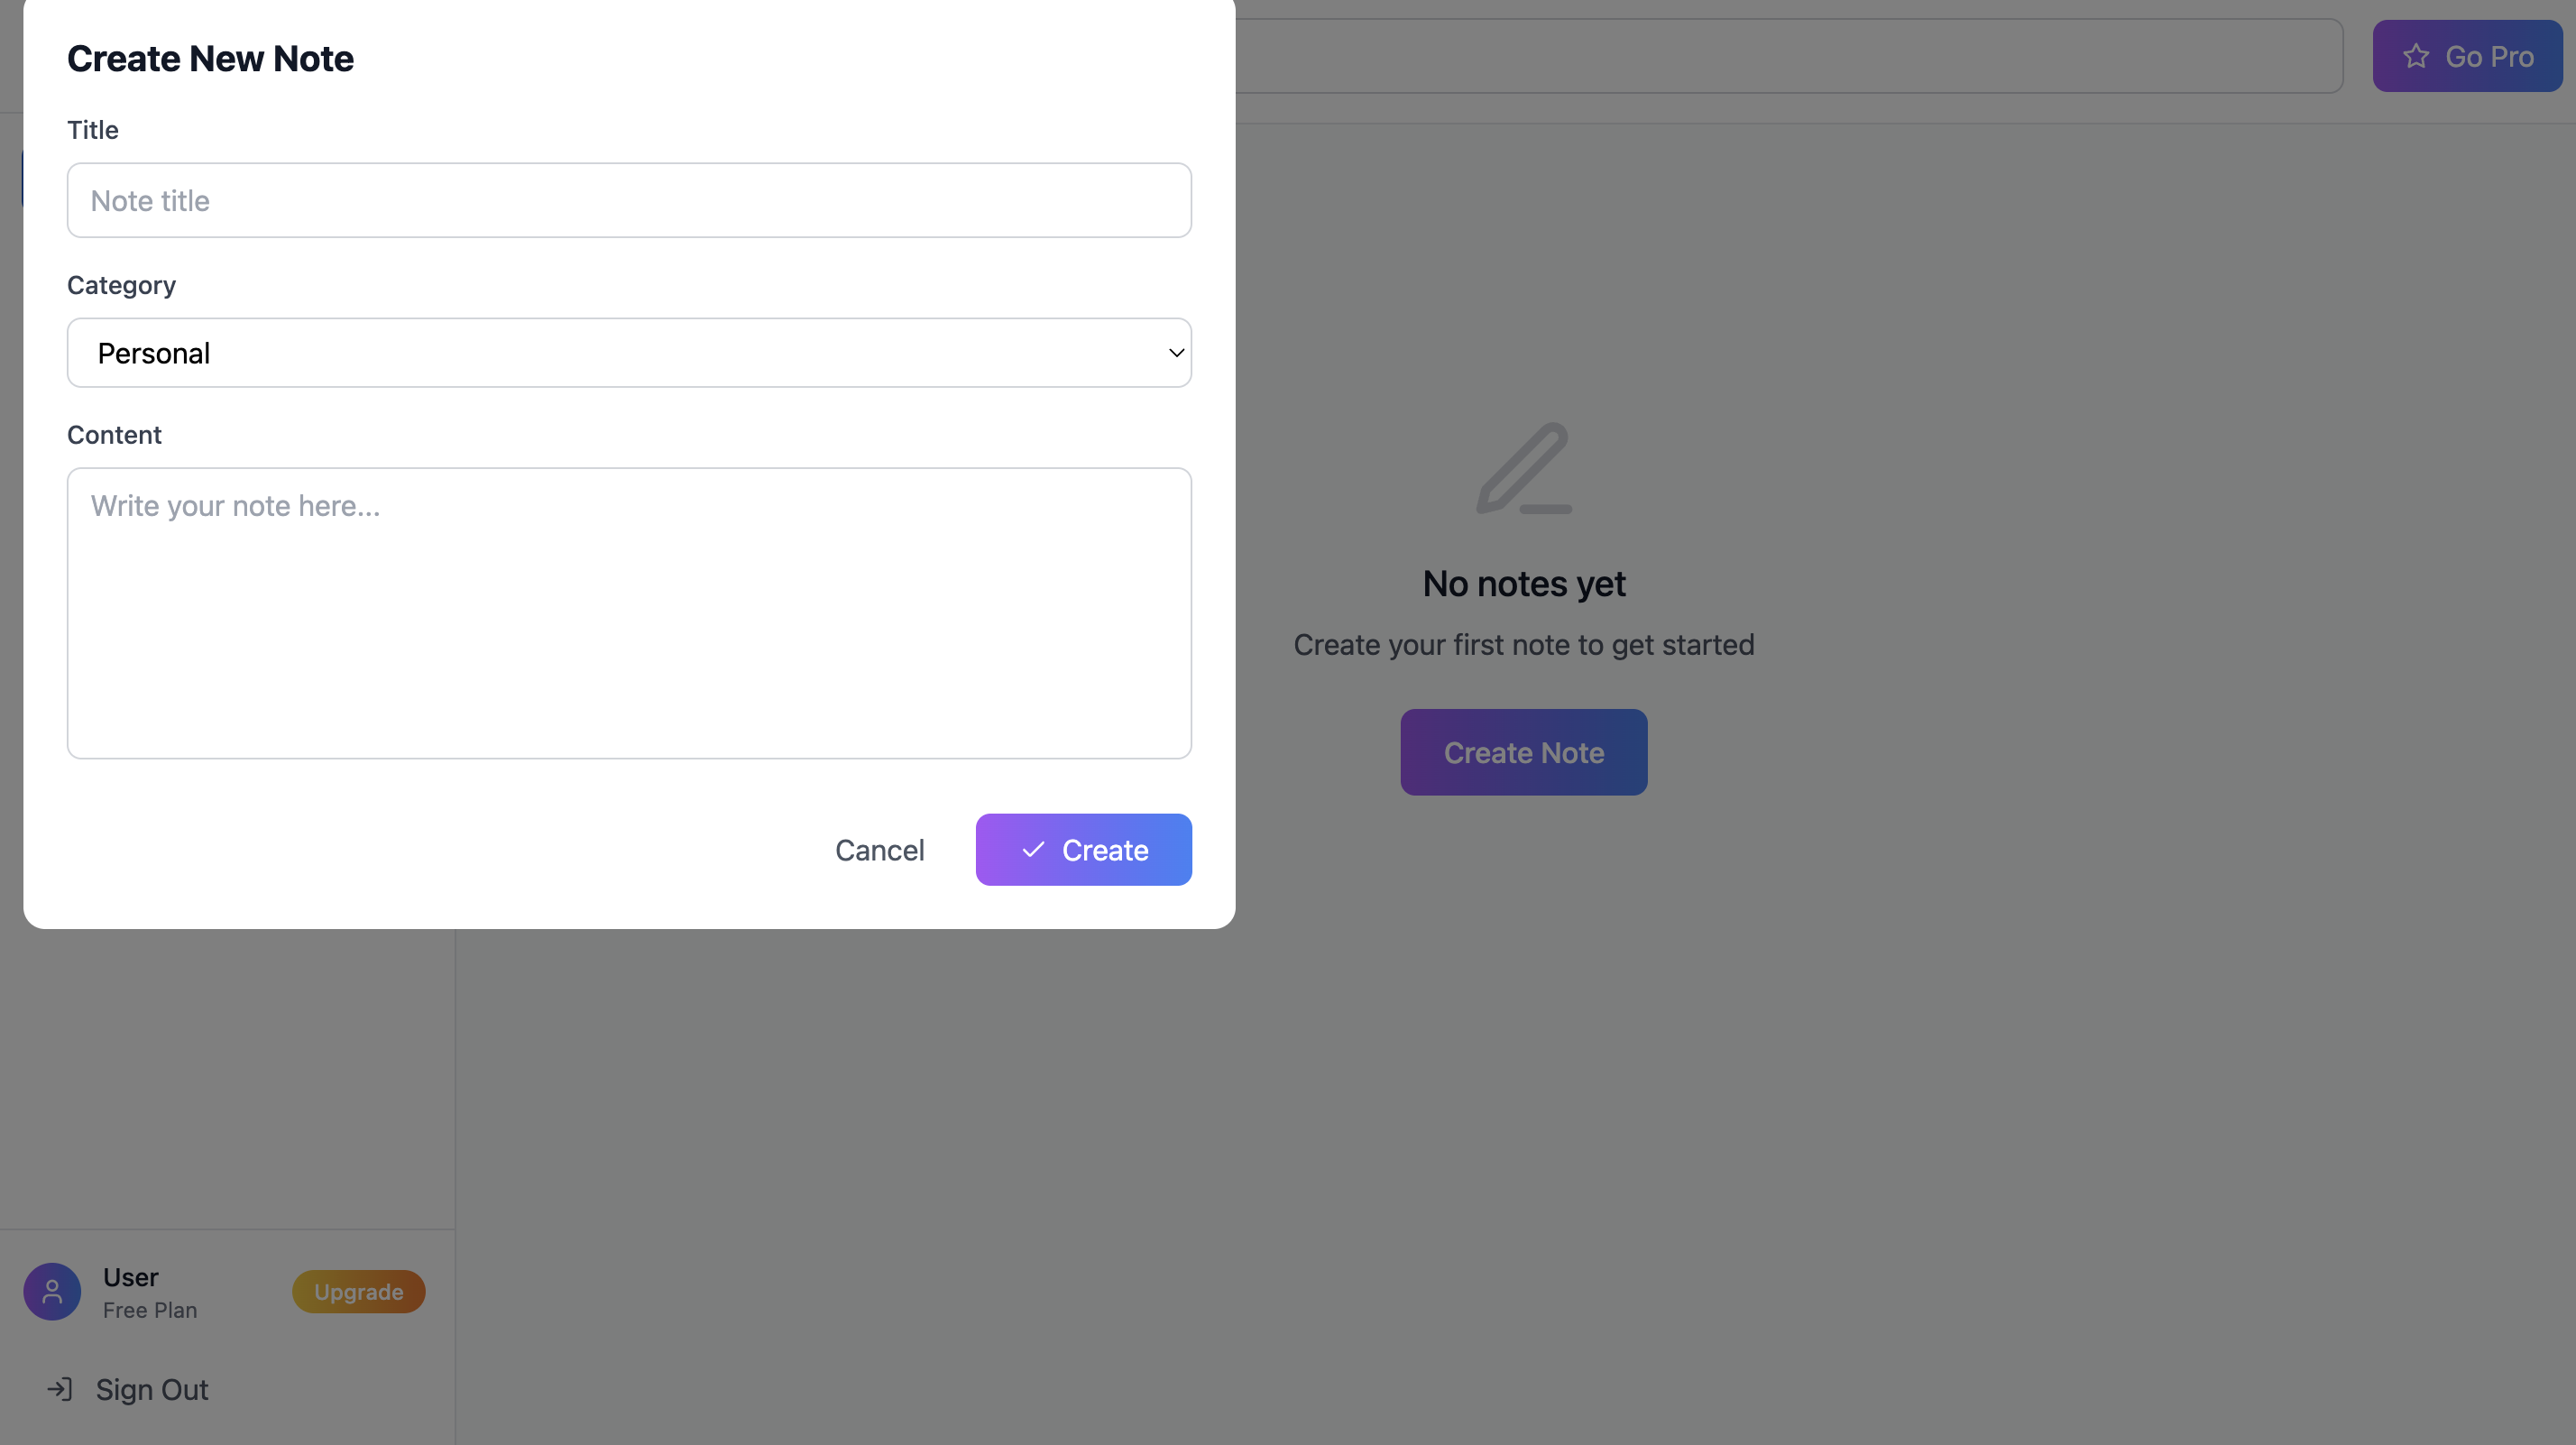 Create New Note
Title
Note title
Category
Personal
Content
Write your note here...
Cancel
Create
Go Pro
No notes yet
Create your first note to get started
Create Note
User
Free Plan
Upgrade
Sign Out